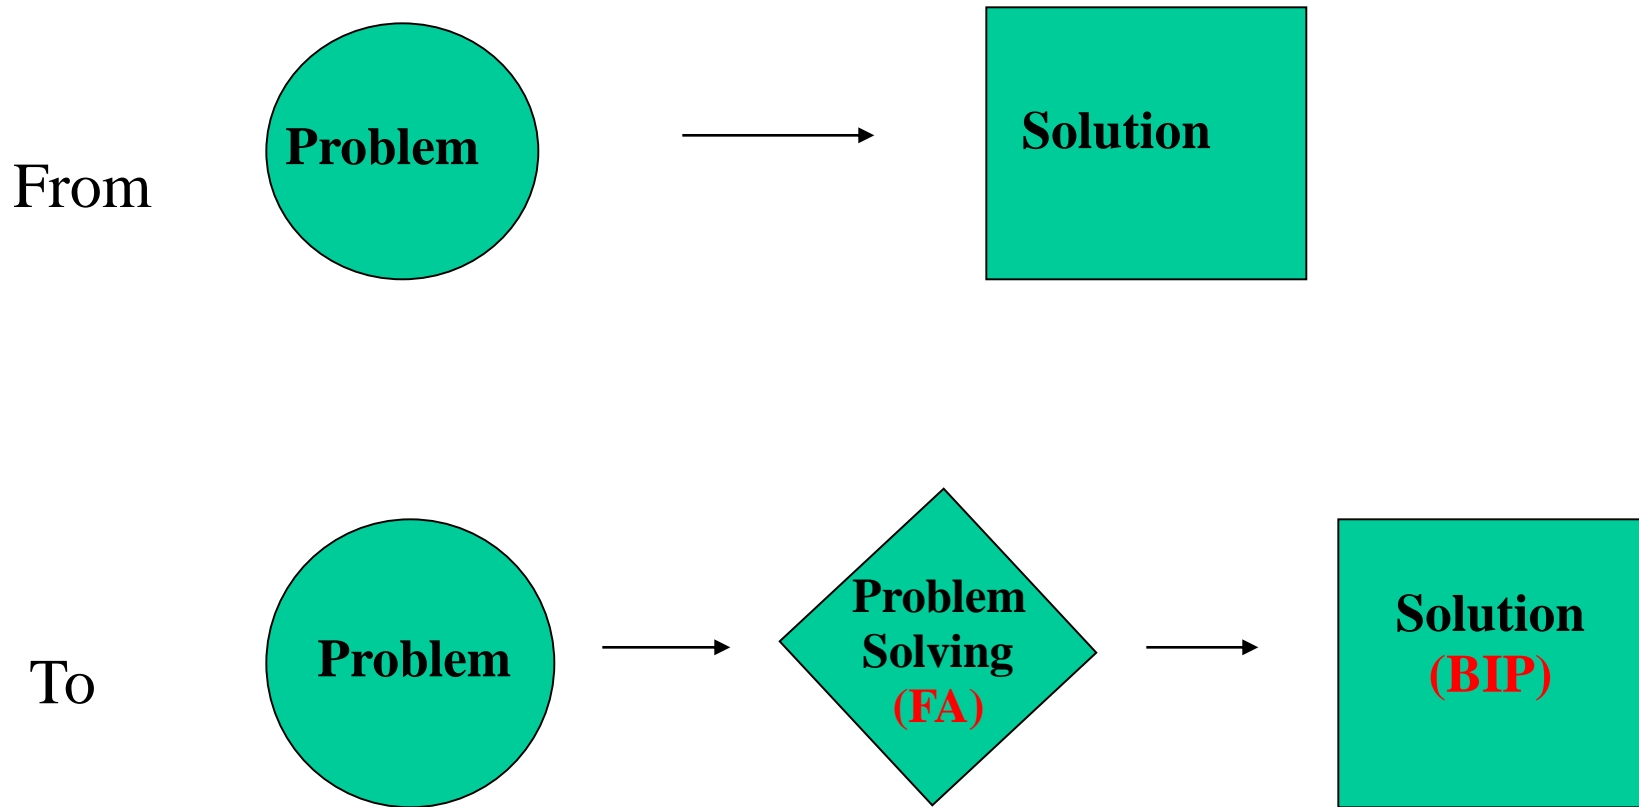 From
Problem
Solution
To
Problem
Problem
Solving
(FA)
Solution
(BIP)